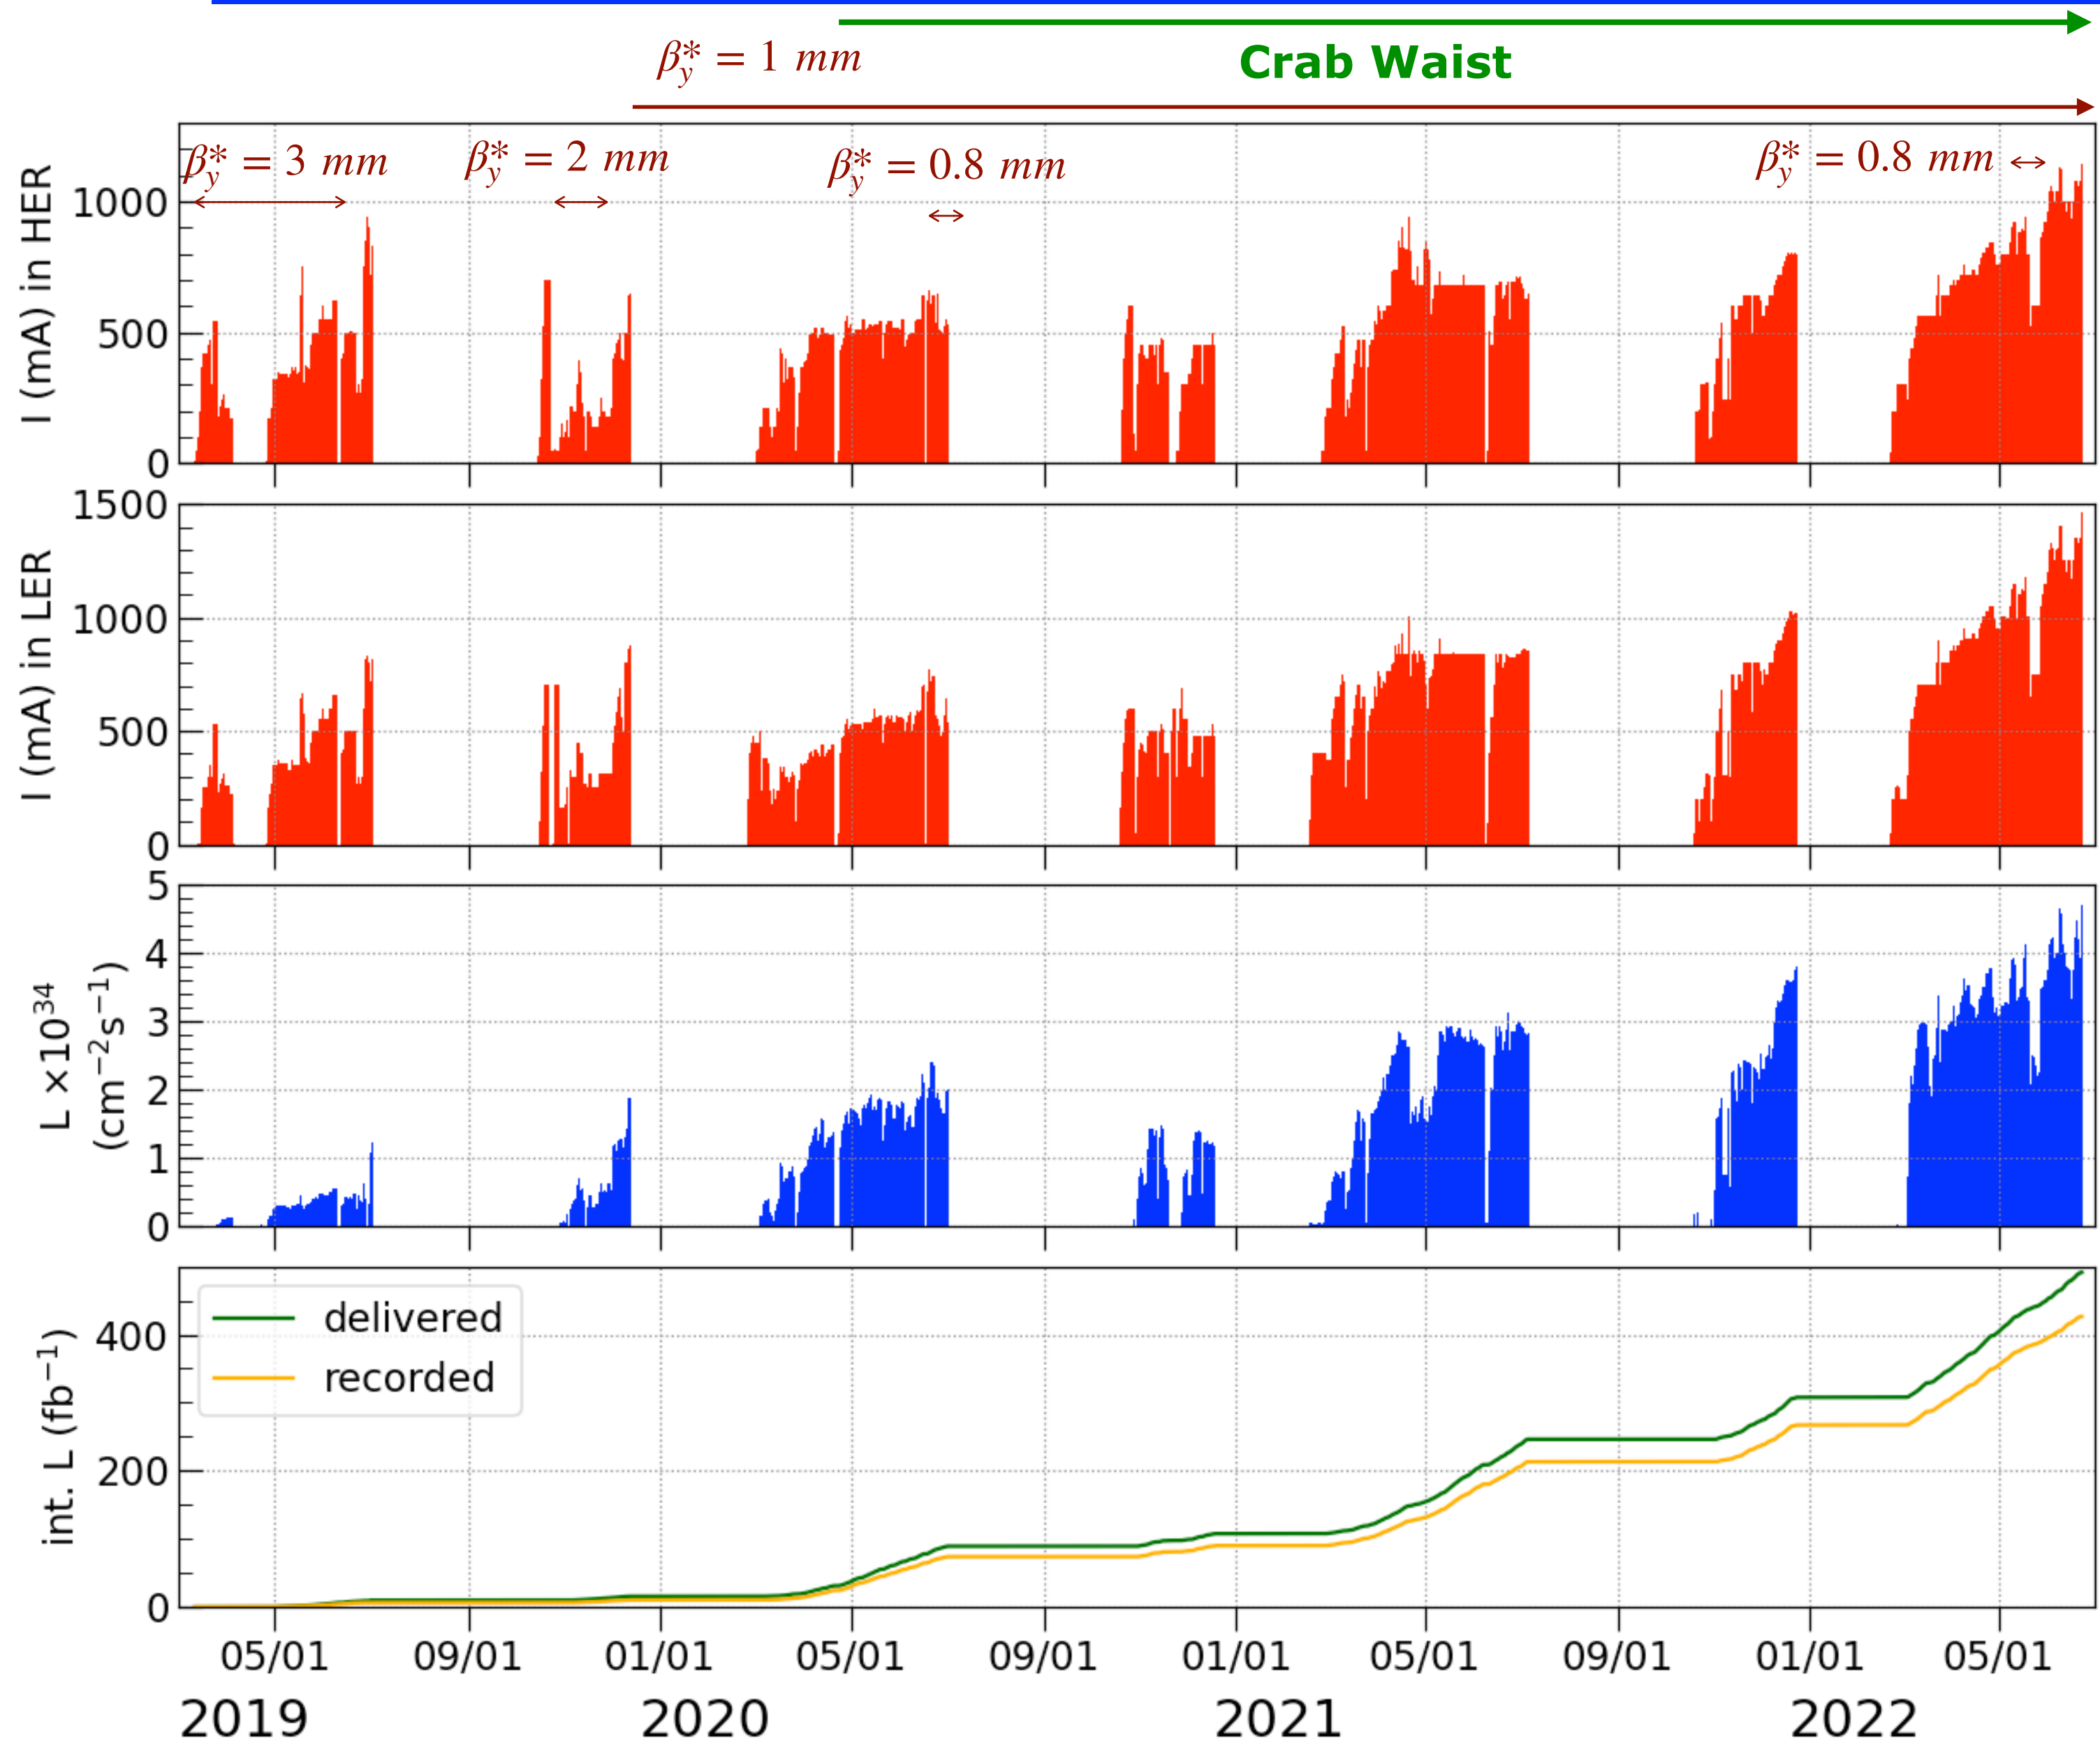 β*y = 1 mm
Crab Waist
β*y = 3 mm
β*y = 2 mm
β*y = 0.8 mm
β*y = 0.8 mm
I (mA) in HER
1000
500
0
I (mA) in LER
1500
1000
500
0
L ×10³⁴
(cm⁻²s⁻¹)
5
4
3
2
1
0
int. L (fb⁻¹)
400
200
0
delivered
recorded
05/01 09/01 01/01 05/01 09/01 01/01 05/01 09/01 01/01 05/01
2019 2020 2021 2022